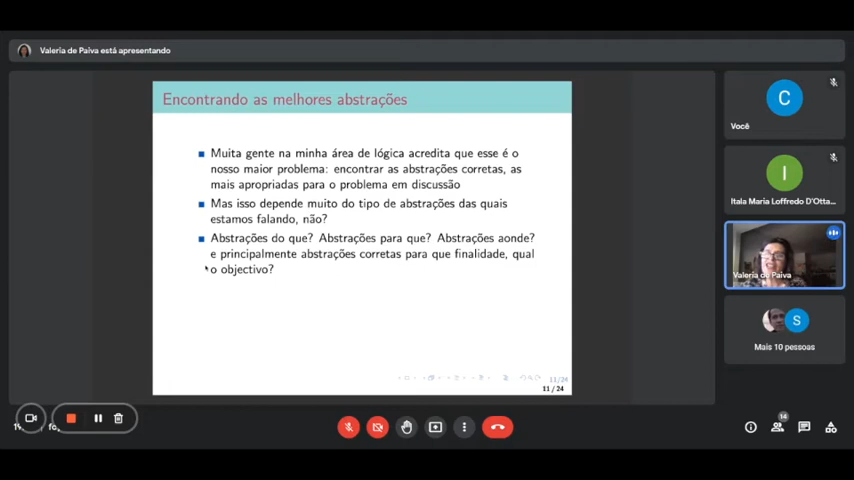 Valeria de Paiva está apresentando
Encontrando as melhores abstrações
Muita gente na minha área de lógica acredita que esse é o
nosso maior problema: encontrar as abstrações corretas, as
mais apropriadas para o problema em discussão
Mas isso depende muito do tipo de abstrações das quais
estamos falando, não?
Abstrações do que? Abstrações para que? Abstrações aonde?
e principalmente abstrações corretas para que finalidade, qual
o objectivo?
11/24
11 / 24
C
Você
I
Itala Maria Loffredo D'Otta...
Valeria de Paiva
S
Mais 10 pessoas
14